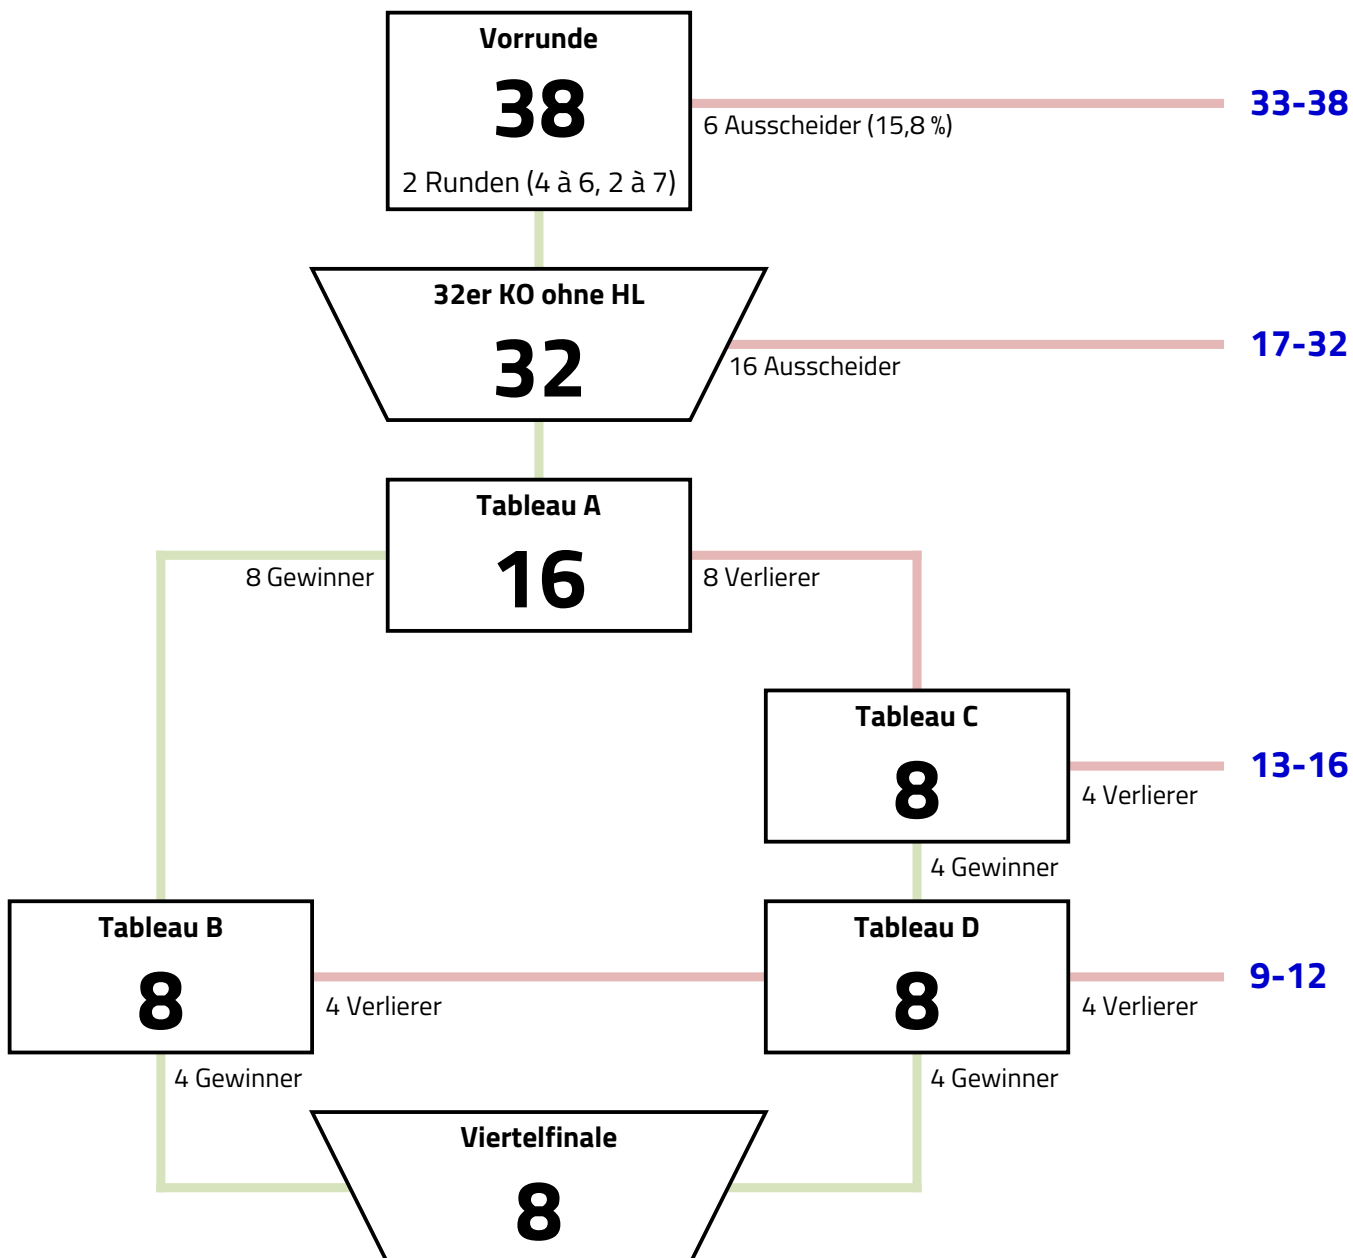 Vorrunde
38
2 Runden (4 à 6, 2 à 7)
6 Ausscheider (15,8 %)
33-38
32er KO ohne HL
32
16 Ausscheider
17-32
Tableau A
16
8 Gewinner
8 Verlierer
Tableau C
8
4 Verlierer
13-16
4 Gewinner
Tableau B
8
4 Verlierer
4 Gewinner
Tableau D
8
4 Verlierer
9-12
4 Gewinner
Viertelfinale
8